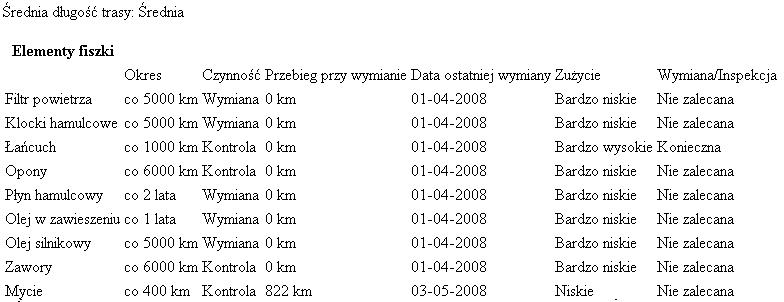 Średnia długość trasy: Średnia
Elementy fiszki
Okres Czynność Przebieg przy wymianie Data ostatniej wymiany Zużycie Wymiana/Inspekcja
Filtr powietrza co 5000 km Wymiana 0 km 01-04-2008 Bardzo niskie Nie zalecana
Klocki hamulcowe co 5000 km Wymiana 0 km 01-04-2008 Bardzo niskie Nie zalecana
Łańcuch co 1000 km Kontrola 0 km 01-04-2008 Bardzo wysokie Konieczna
Opony co 6000 km Kontrola 0 km 01-04-2008 Bardzo niskie Nie zalecana
Płyn hamulcowy co 2 lata Wymiana 0 km 01-04-2008 Bardzo niskie Nie zalecana
Olej w zawieszeniu co 1 lata Wymiana 0 km 01-04-2008 Bardzo niskie Nie zalecana
Olej silnikowy co 5000 km Wymiana 0 km 01-04-2008 Bardzo niskie Nie zalecana
Zawory co 6000 km Kontrola 0 km 01-04-2008 Bardzo niskie Nie zalecana
Mycie co 400 km Kontrola 822 km 03-05-2008 Niskie Nie zalecana